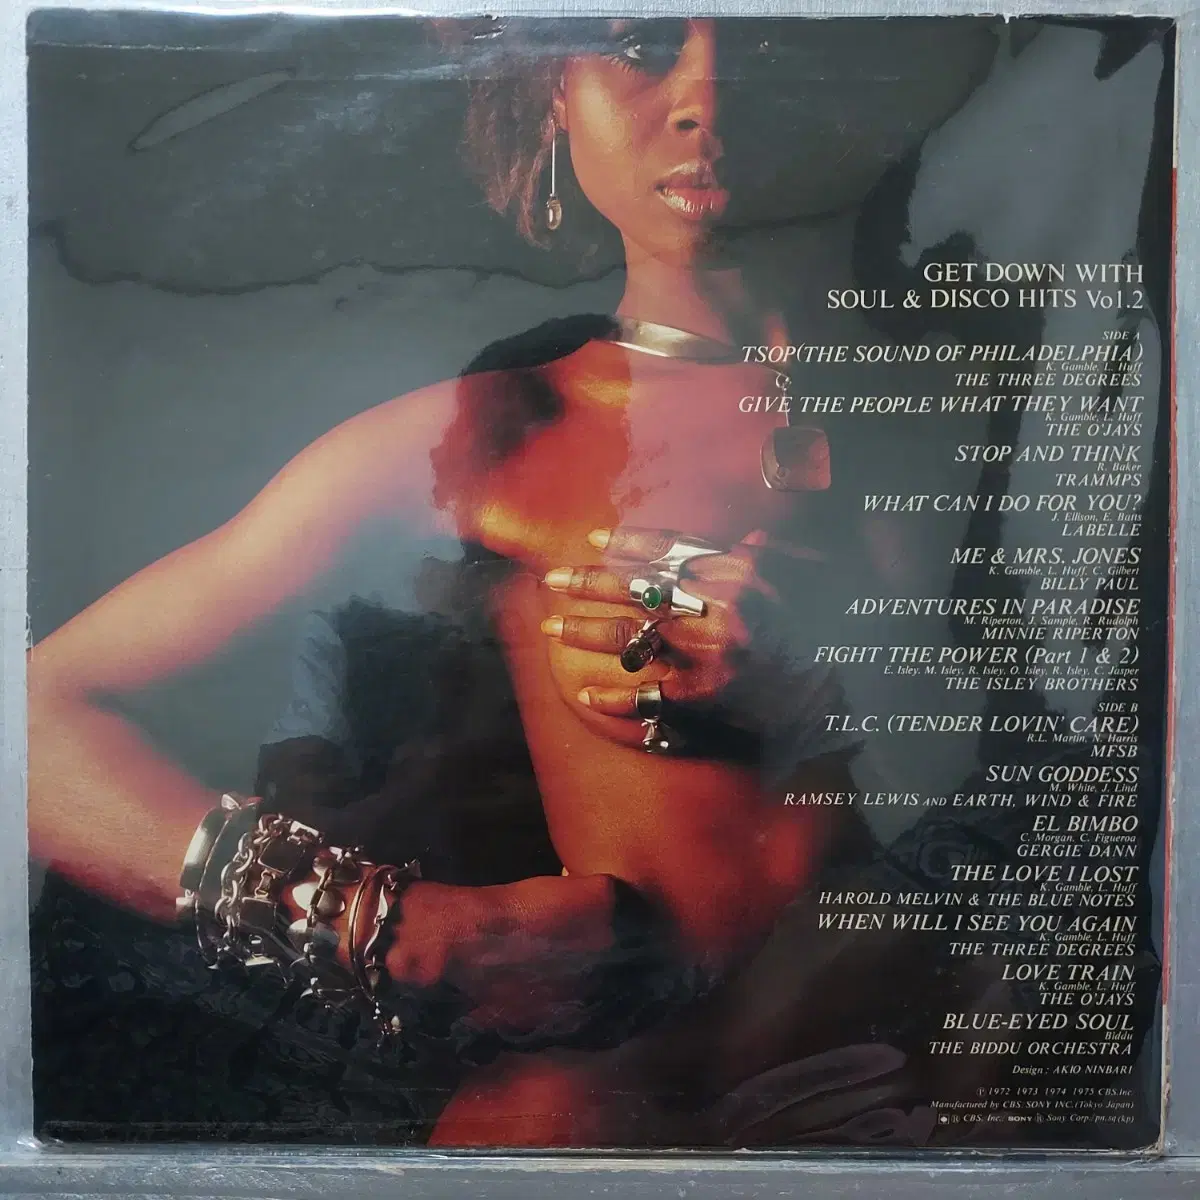 GET DOWN WITH
SOUL & DISCO HITS Vol.2
SIDE A
TSOP(THE SOUND OF PHILADELPHIA)
K. Gamble, L. Huff
THE THREE DEGREES
GIVE THE PEOPLE WHAT THEY WANT
K. Gamble, L. Huff
THE O'JAYS
STOP AND THINK
R. Baker
TRAMMPS
WHAT CAN I DO FOR YOU?
J. Ellison, E. Batts
LABELLE
ME & MRS. JONES
K. Gamble, L. Huff, C. Gilbert
BILLY PAUL
ADVENTURES IN PARADISE
M. Riperton, J. Sample, R. Rudolph
MINNIE RIPERTON
FIGHT THE POWER (Part 1 & 2)
E. Isley, M. Isley, R. Isley, O. Isley, R. Isley, C. Jasper
THE ISLEY BROTHERS
SIDE B
T.L.C. (TENDER LOVIN' CARE)
R.L. Martin, N. Harris
MFSB
SUN GODDESS
M. White, J. Lind
RAMSEY LEWIS AND EARTH, WIND & FIRE
EL BIMBO
C. Morgan, C. Figueroa
GERGIE DANN
THE LOVE I LOST
K. Gamble, L. Huff
HAROLD MELVIN & THE BLUE NOTES
WHEN WILL I SEE YOU AGAIN
K. Gamble, L. Huff
THE THREE DEGREES
LOVE TRAIN
K. Gamble, L. Huff
THE O'JAYS
BLUE-EYED SOUL
Biddu
THE BIDDU ORCHESTRA
Design : AKIO NINBARI
Ⓟ 1972 1973 1974 1975 CBS.Inc.
Manufactured by CBS. SONY INC. (Tokyo Japan)
CBS, Inc./ SONY Ⓡ Sony Corp./pn.sq (kp)